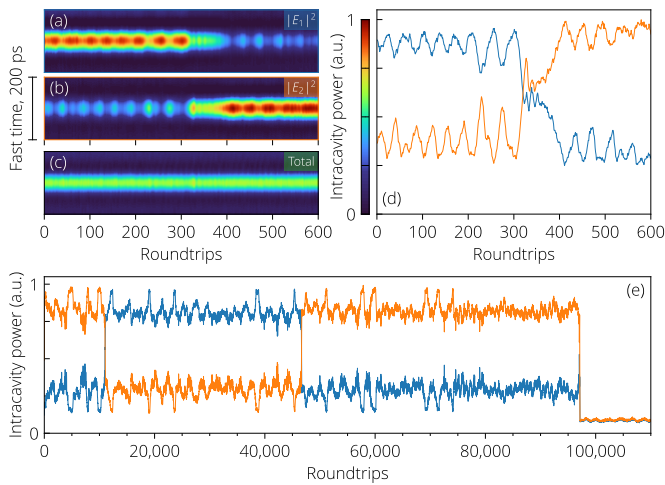 (a) |E1|²
(b) |E2|²
(c) Total
Fast time, 200 ps
0 100 200 300 400 500 600
Roundtrips
1
0
Intracavity power (a.u.)
(d)
0 100 200 300 400 500 600
Roundtrips
1
0
Intracavity power (a.u.)
(e)
0 20,000 40,000 60,000 80,000 100,000
Roundtrips